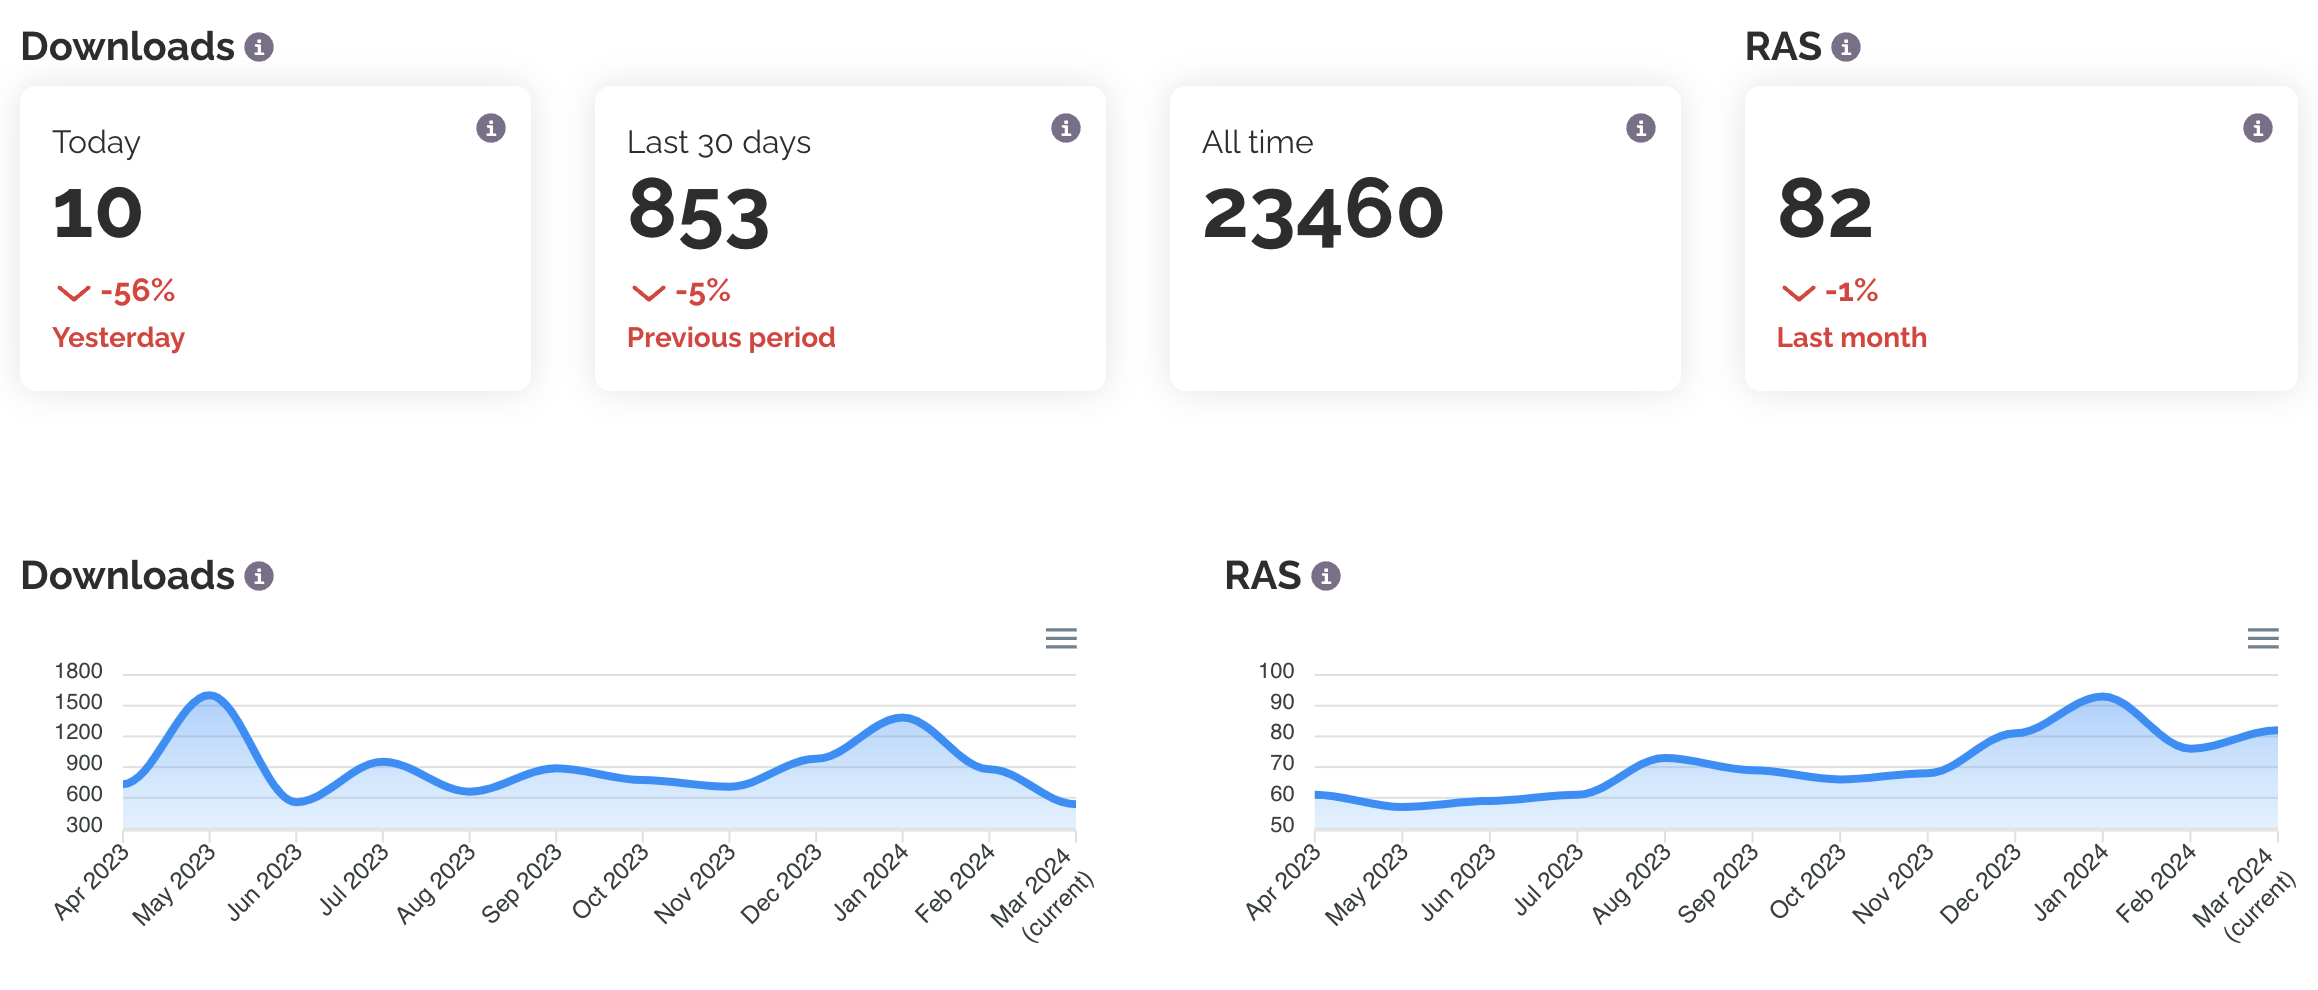 Downloads
RAS
Today
10
-56%
Yesterday
Last 30 days
853
-5%
Previous period
All time
23460
82
-1%
Last month
Downloads
1800
1500
1200
900
600
300
Apr 2023
May 2023
Jun 2023
Jul 2023
Aug 2023
Sep 2023
Oct 2023
Nov 2023
Dec 2023
Jan 2024
Feb 2024
Mar 2024
(current)
RAS
100
90
80
70
60
50
Apr 2023
May 2023
Jun 2023
Jul 2023
Aug 2023
Sep 2023
Oct 2023
Nov 2023
Dec 2023
Jan 2024
Feb 2024
Mar 2024
(current)